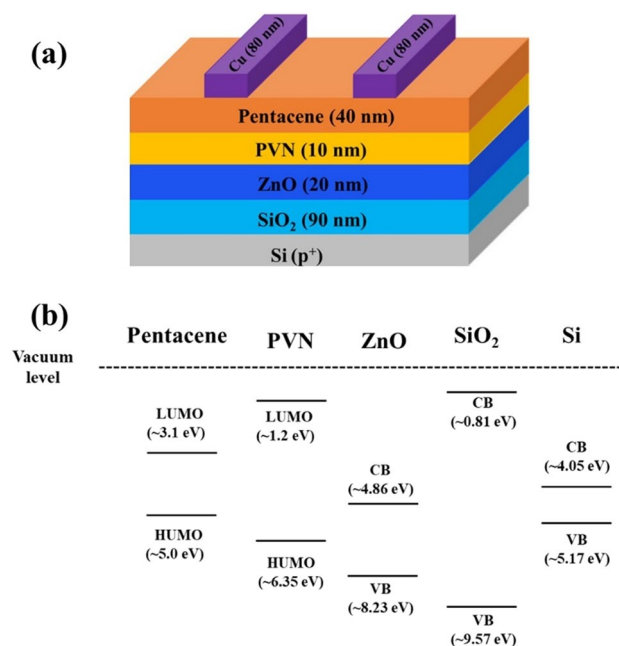 (a)
Cu (80 nm)
Cu (80 nm)
Pentacene (40 nm)
PVN (10 nm)
ZnO (20 nm)
SiO₂ (90 nm)
Si (p⁺)
(b)
Vacuum
level
Pentacene
PVN
ZnO
SiO₂
Si
LUMO
(~3.1 eV)
HUMO
(~5.0 eV)
LUMO
(~1.2 eV)
HUMO
(~6.35 eV)
CB
(~4.86 eV)
VB
(~8.23 eV)
CB
(~0.81 eV)
VB
(~9.57 eV)
CB
(~4.05 eV)
VB
(~5.17 eV)